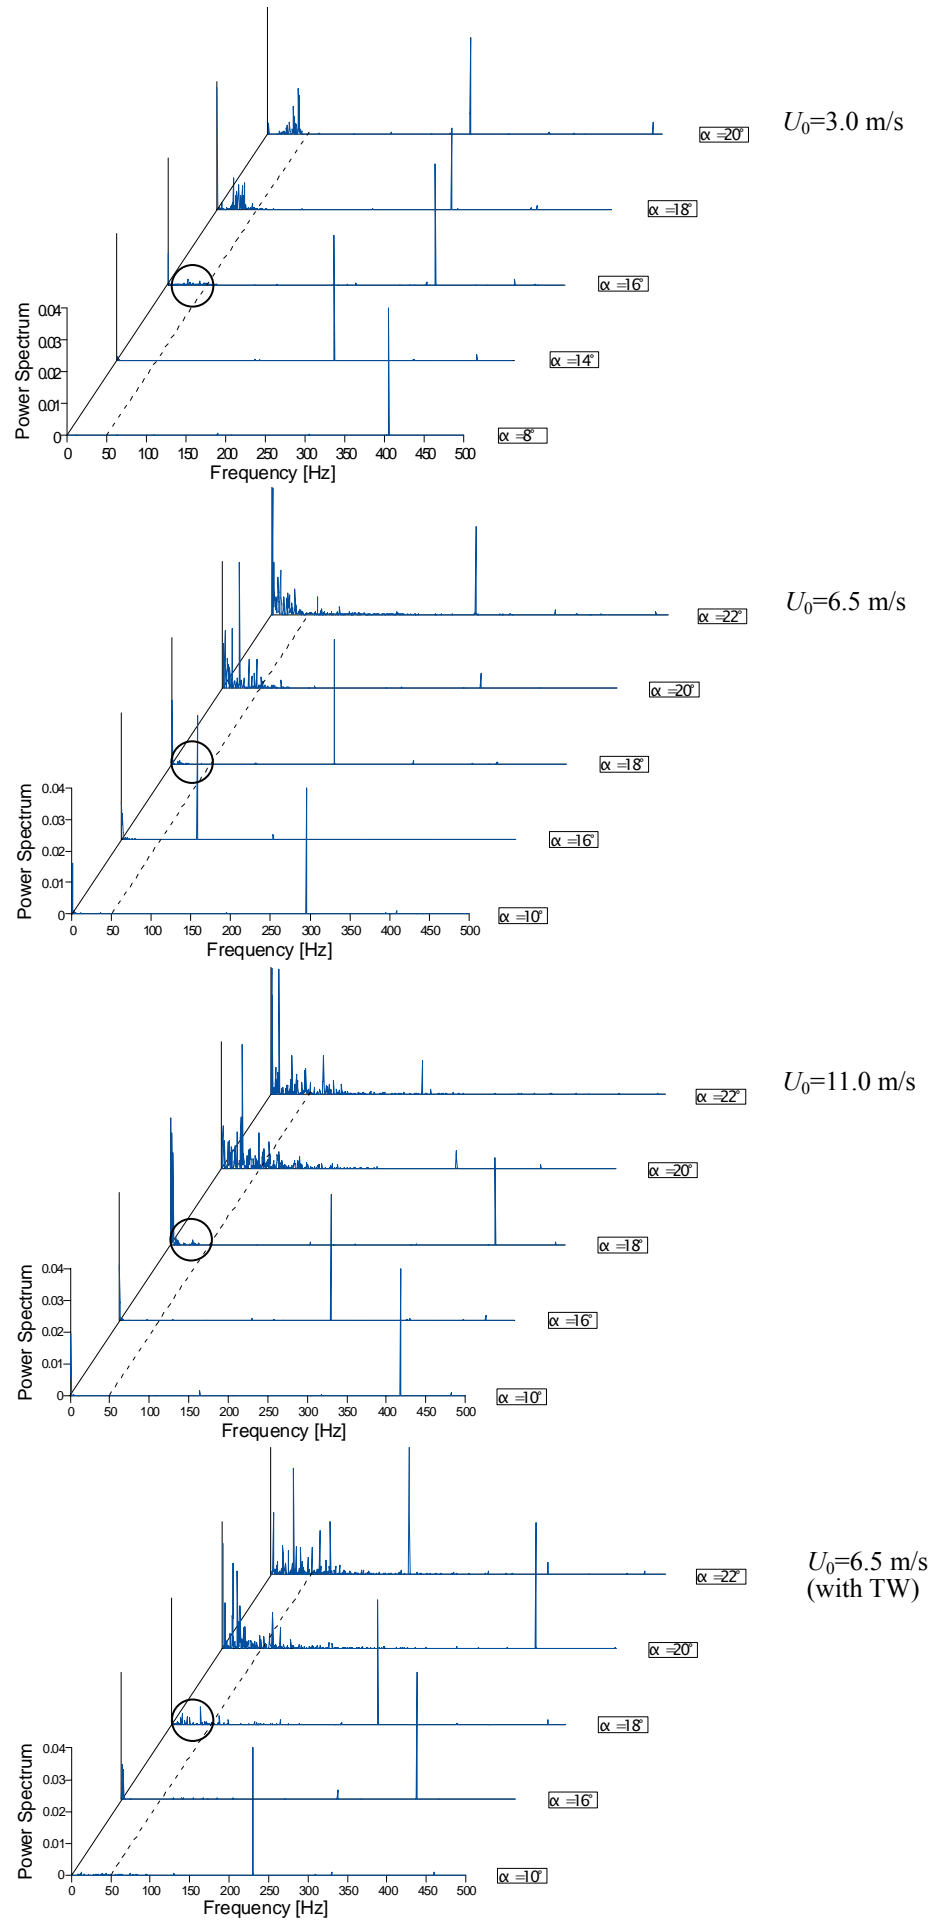 U0=3.0 m/s
α=20°
α=18°
α=16°
α=14°
α=8°
Power Spectrum
0.04
0.03
0.02
0.01
0
0 50 100 150 200 250 300 350 400 450 500
Frequency [Hz]
U0=6.5 m/s
α=22°
α=20°
α=18°
α=16°
α=10°
Power Spectrum
0.04
0.03
0.02
0.01
0
0 50 100 150 200 250 300 350 400 450 500
Frequency [Hz]
U0=11.0 m/s
α=22°
α=20°
α=18°
α=16°
α=10°
Power Spectrum
0.04
0.03
0.02
0.01
0
0 50 100 150 200 250 300 350 400 450 500
Frequency [Hz]
U0=6.5 m/s
(with TW)
α=22°
α=20°
α=18°
α=16°
α=10°
Power Spectrum
0.04
0.03
0.02
0.01
0
0 50 100 150 200 250 300 350 400 450 500
Frequency [Hz]